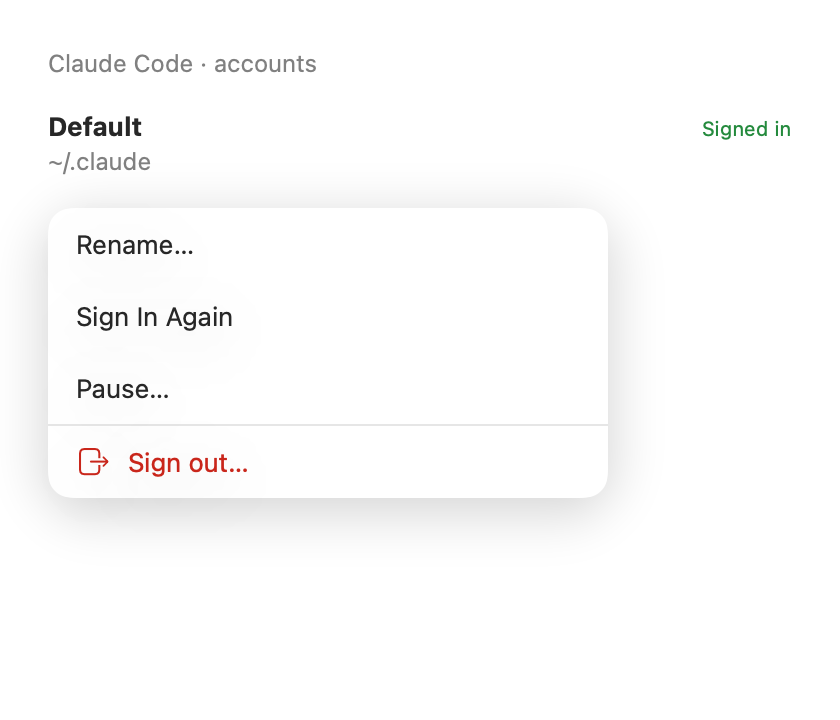 Claude Code · accounts
Default
Signed in
~/.claude
Rename...
Sign In Again
Pause...
Sign out...